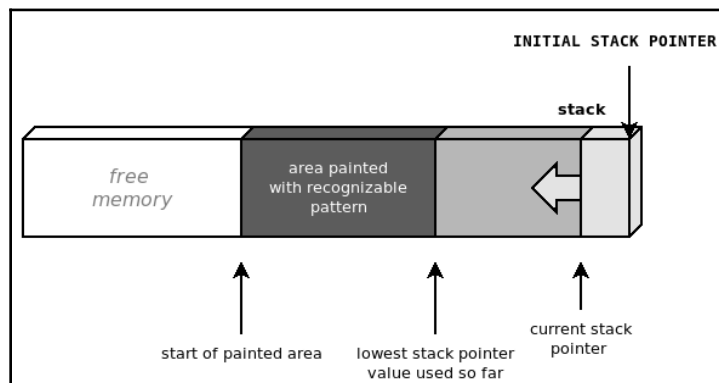 INITIAL STACK POINTER
stack
free
memory
area painted
with recognizable
pattern
start of painted area
lowest stack pointer
value used so far
current stack
pointer